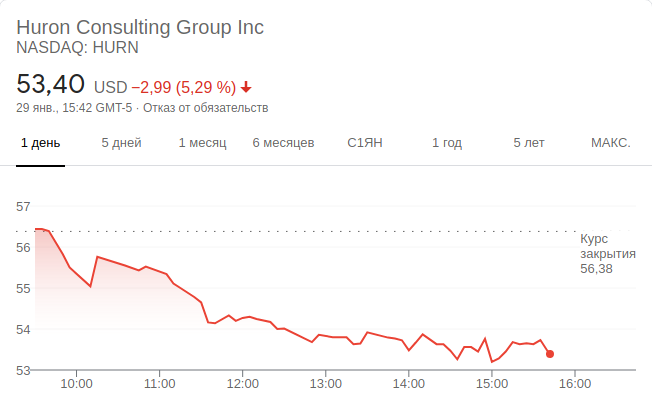 Huron Consulting Group Inc
NASDAQ: HURN
53,40 USD −2,99 (5,29 %)
29 янв., 15:42 GMT-5 · Отказ от обязательств
1 день 5 дней 1 месяц 6 месяцев С1ЯН 1 год 5 лет МАКС.
57
56
55
54
53
Курс
закрытия
56,38
10:00 11:00 12:00 13:00 14:00 15:00 16:00